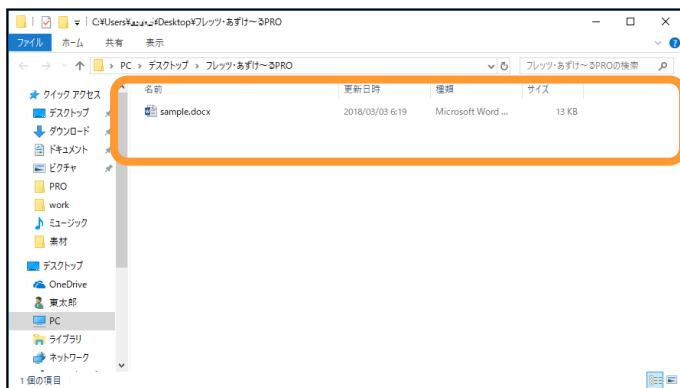 C:¥Users¥ ¥Desktop¥フレッツ・あずけ~るPRO
ファイル ホーム 共有 表示
PC > デスクトップ > フレッツ・あずけ~るPRO フレッツ・あずけ~るPROの検索
名前 更新日時 種類 サイズ
クイック アクセス
デスクトップ
ダウンロード
ドキュメント
ピクチャ
PRO
work
ミュージック
素材
デスクトップ
OneDrive
東太郎
PC
ライブラリ
ネットワーク
sample.docx 2018/03/03 6:19 Microsoft Word ... 13 KB
1 個の項目